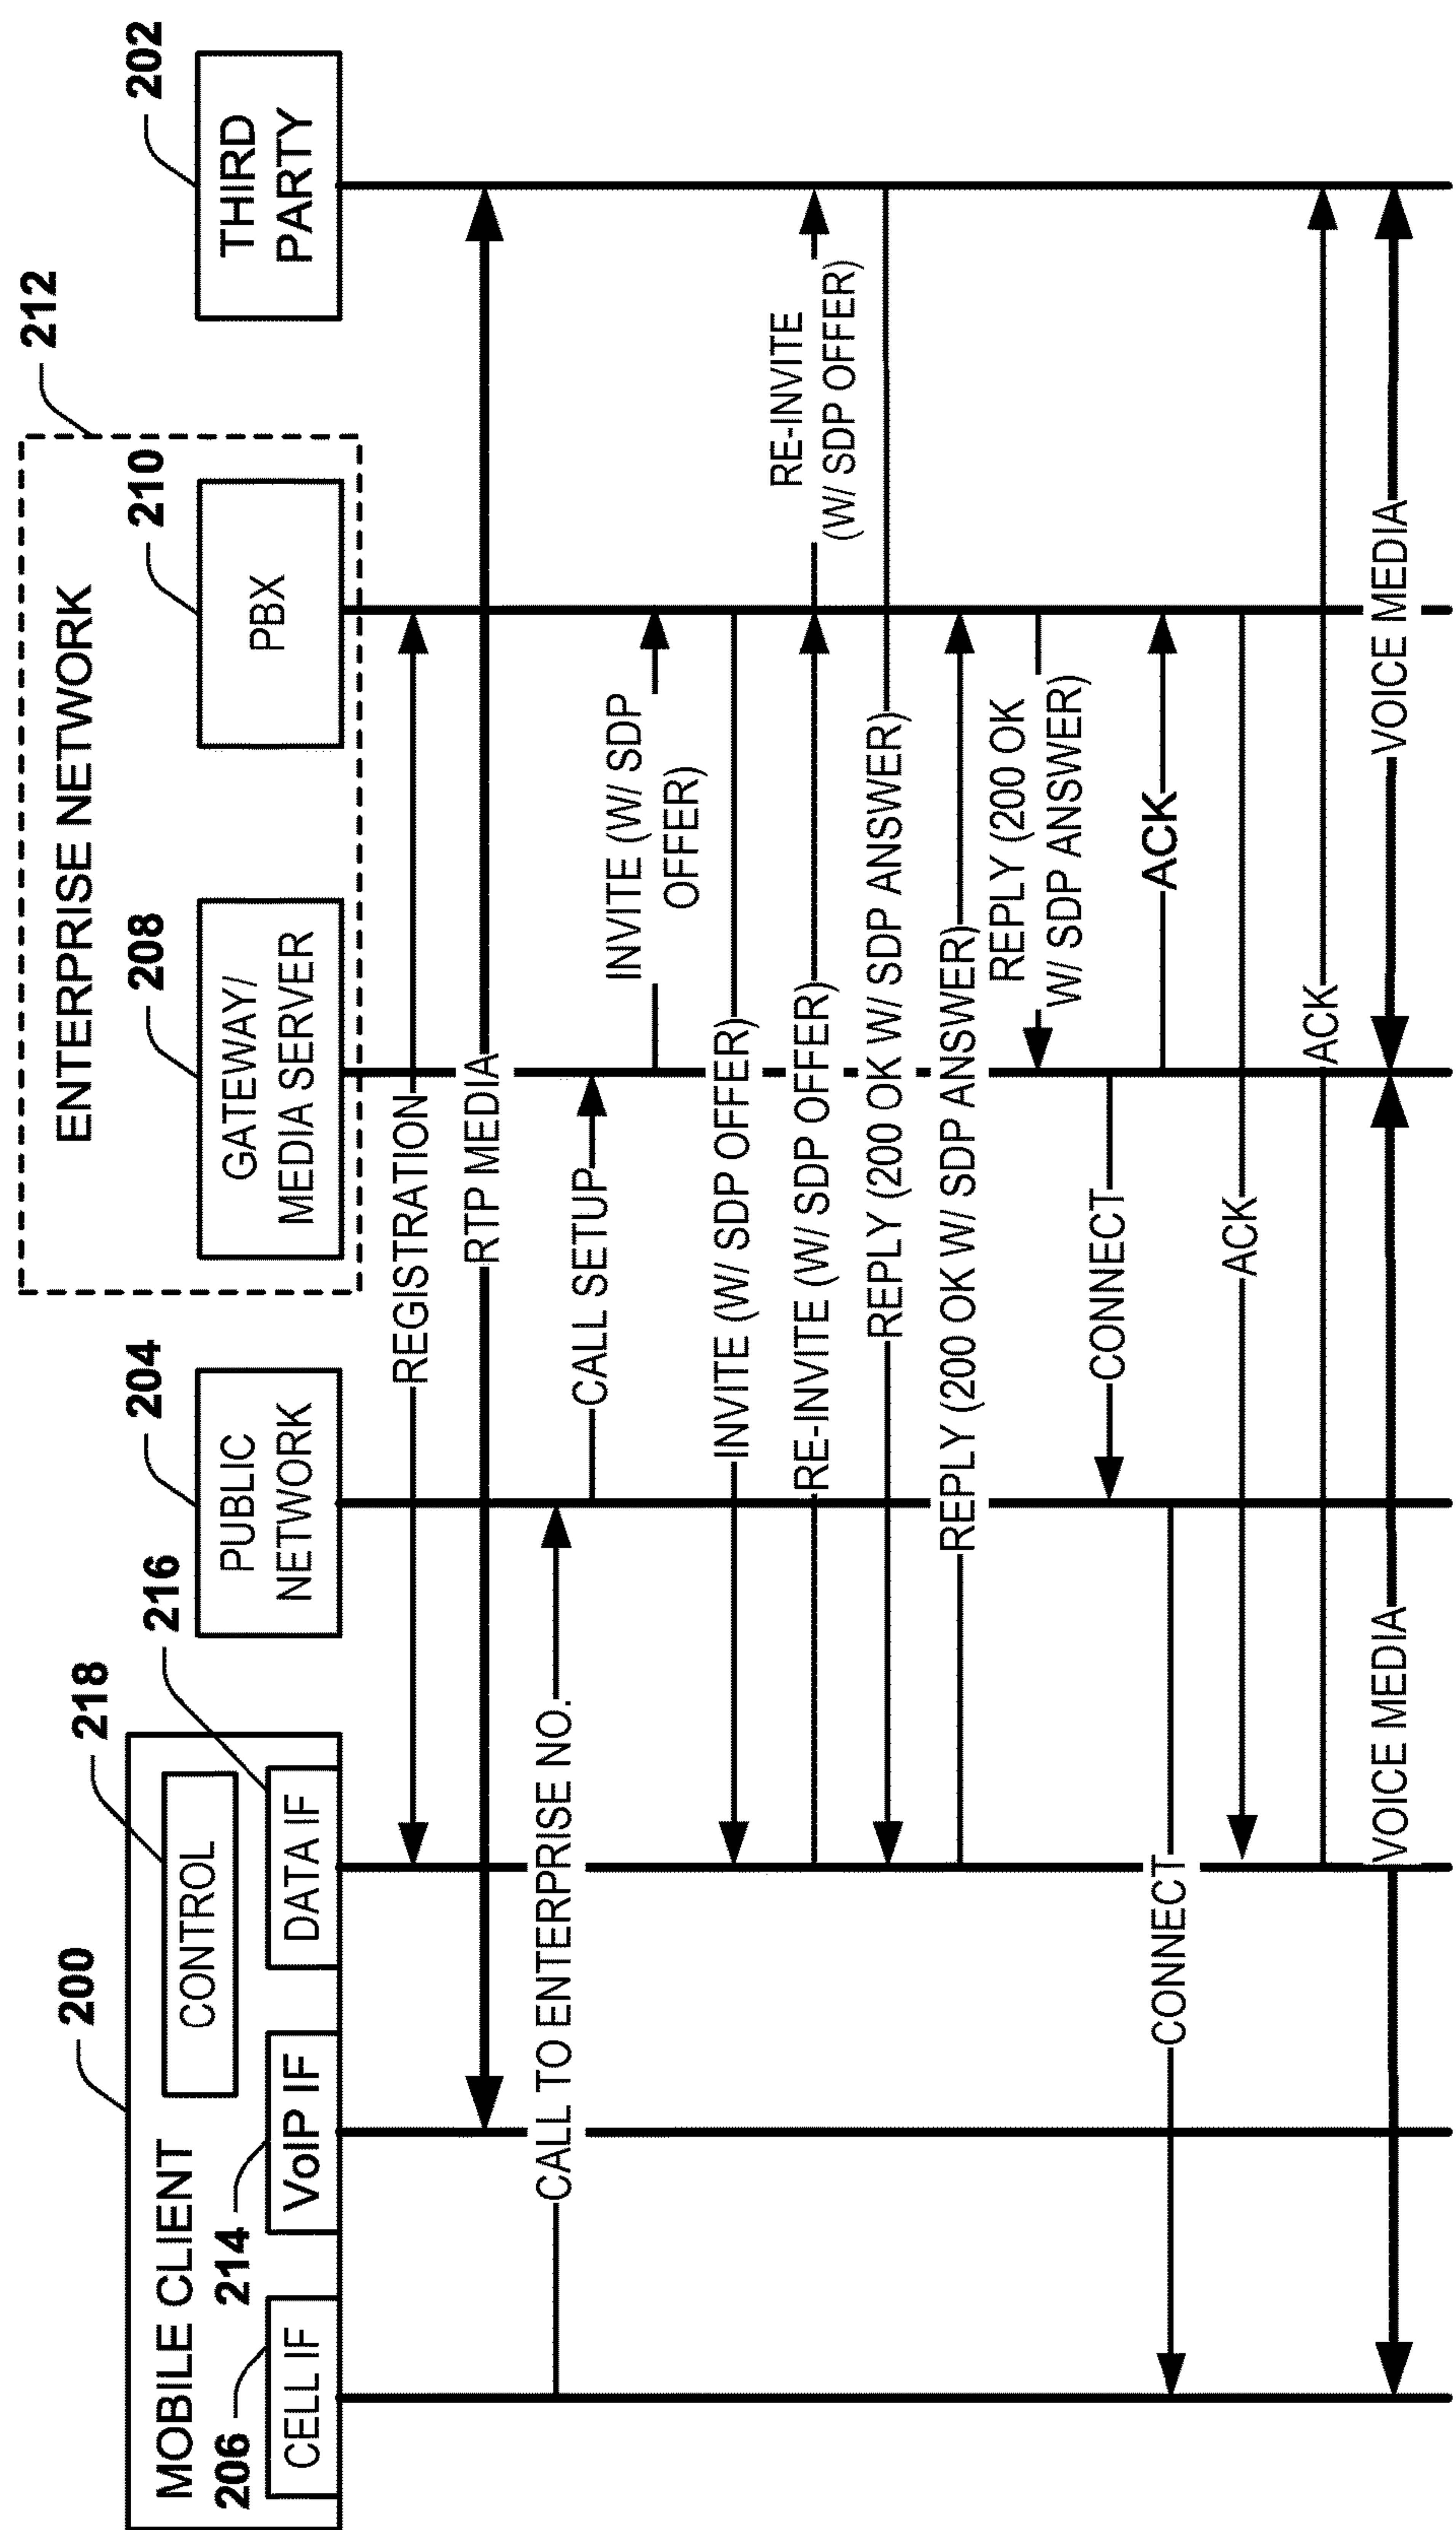 200
MOBILE CLIENT
218
CONTROL
206
CELL IF
214
VoIP IF
216
DATA IF
204
PUBLIC
NETWORK
212
ENTERPRISE NETWORK
208
GATEWAY/
MEDIA SERVER
210
PBX
202
THIRD
PARTY
REGISTRATION
RTP MEDIA
CALL TO ENTERPRISE NO.
CALL SETUP
INVITE (W/ SDP
OFFER)
INVITE (W/ SDP OFFER)
RE-INVITE (W/ SDP OFFER)
RE-INVITE
(W/ SDP OFFER)
REPLY (200 OK W/ SDP ANSWER)
REPLY (200 OK W/ SDP ANSWER)
REPLY (200 OK
W/ SDP ANSWER)
CONNECT
ACK
CONNECT
ACK
ACK
VOICE MEDIA
VOICE MEDIA